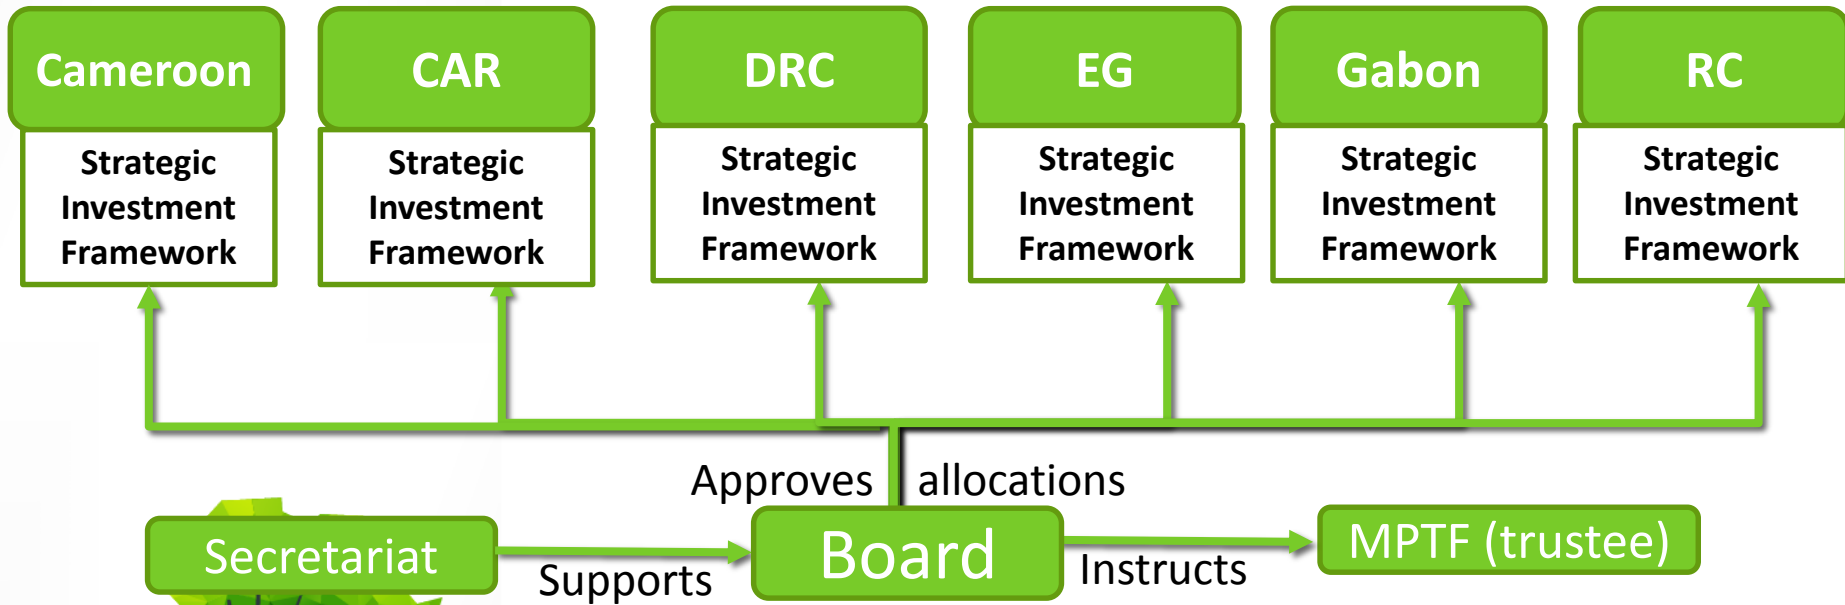 Cameroon
CAR
DRC
EG
Gabon
RC
Strategic
Investment
Framework
Strategic
Investment
Framework
Strategic
Investment
Framework
Strategic
Investment
Framework
Strategic
Investment
Framework
Strategic
Investment
Framework
Approves allocations
Secretariat
Supports
Board
Instructs
MPTF (trustee)